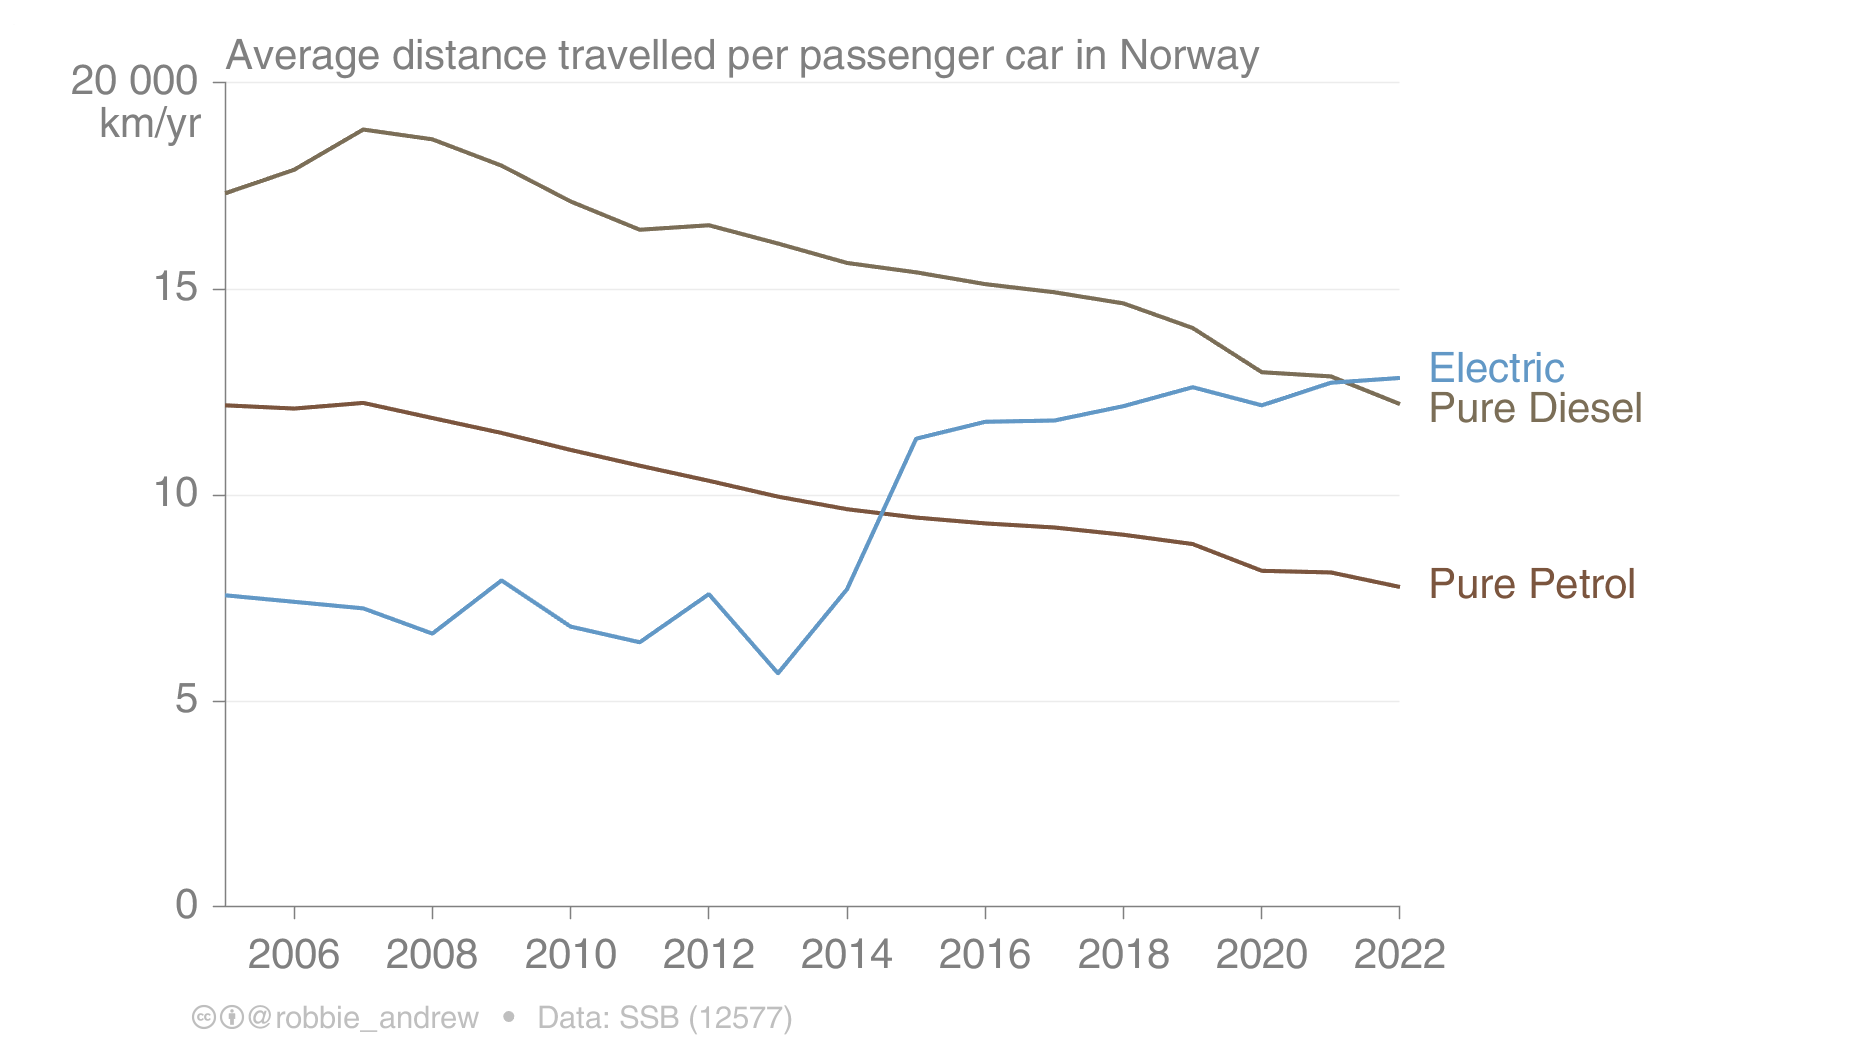 Average distance travelled per passenger car in Norway
20 000
km/yr
15
10
5
0
Electric
Pure Diesel
Pure Petrol
2006 2008 2010 2012 2014 2016 2018 2020 2022
@robbie_andrew • Data: SSB (12577)